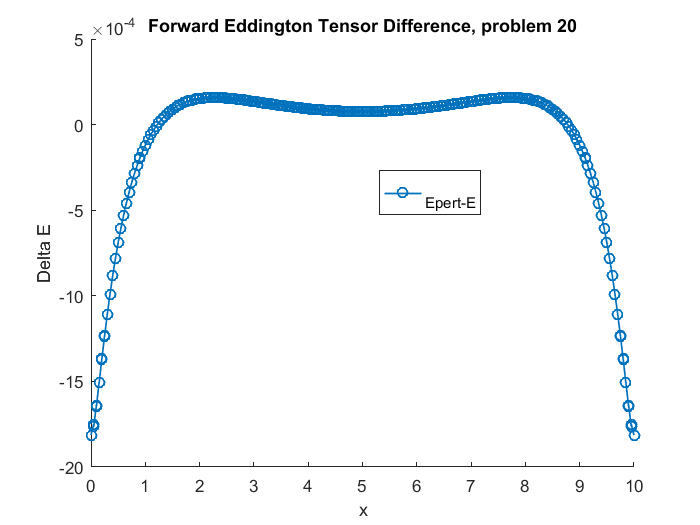 ×10^-4
Forward Eddington Tensor Difference, problem 20
5
0
-5
-10
-15
-20
Delta E
Epert-E
0 1 2 3 4 5 6 7 8 9 10
x